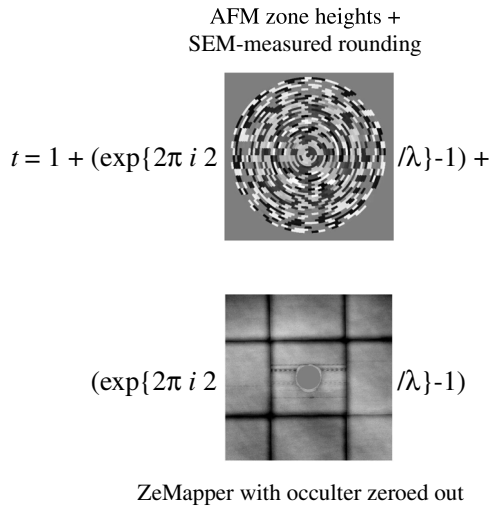 AFM zone heights +
SEM-measured rounding
t = 1 + (exp{2π i 2 /λ}-1) +
(exp{2π i 2 /λ}-1)
ZeMapper with occulter zeroed out